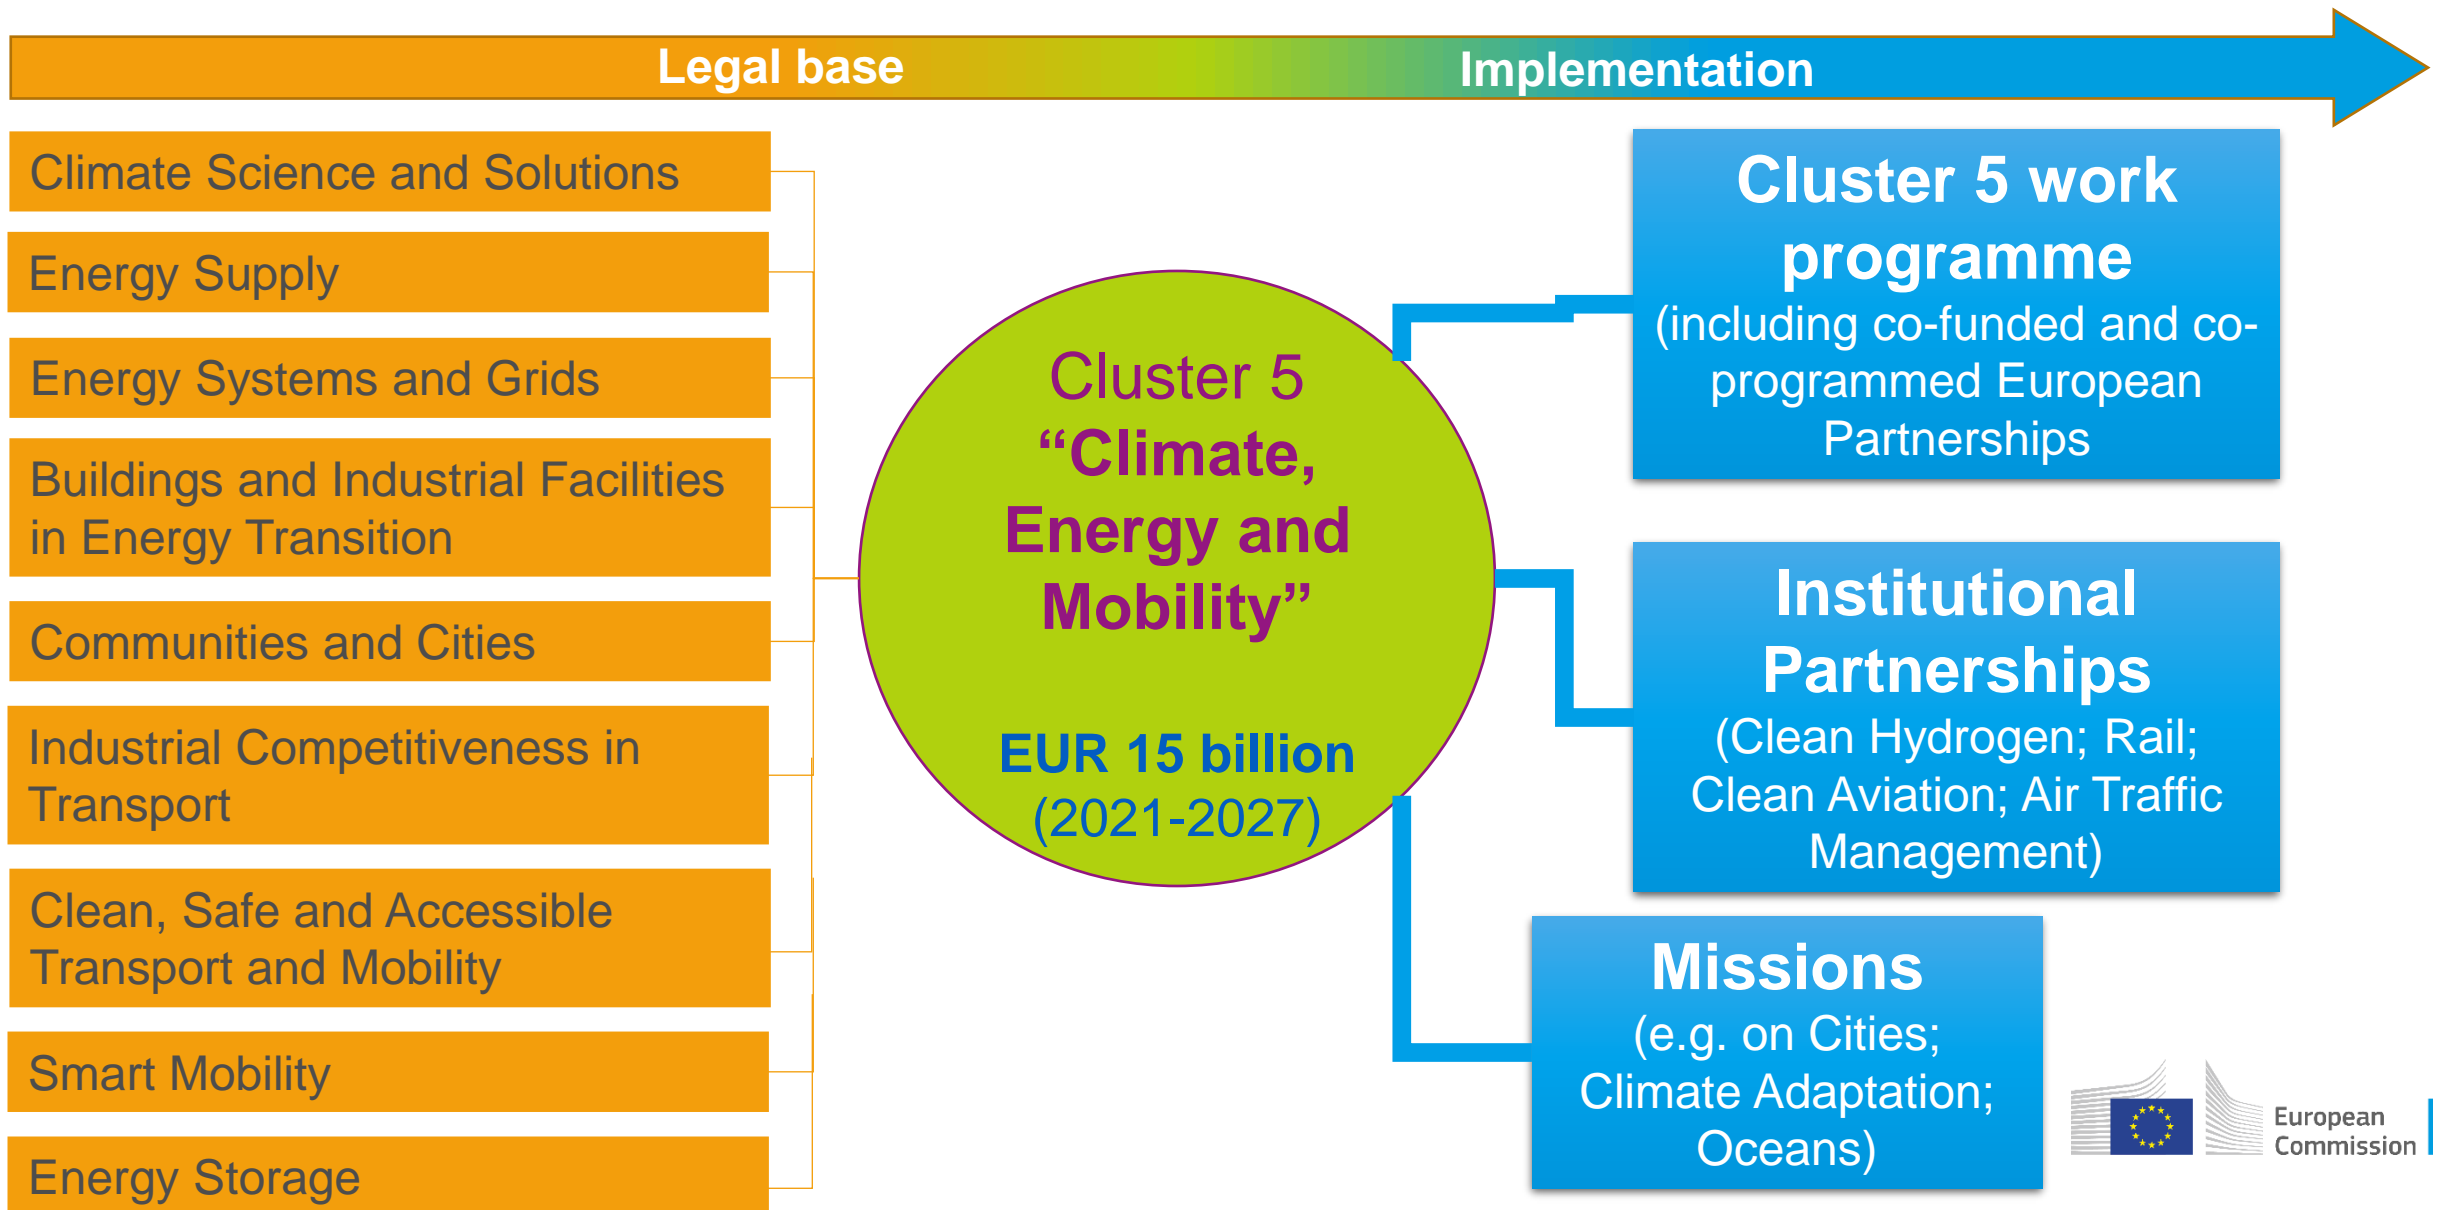 Legal base
Implementation
Climate Science and Solutions
Energy Supply
Energy Systems and Grids
Buildings and Industrial Facilities
in Energy Transition
Communities and Cities
Industrial Competitiveness in
Transport
Clean, Safe and Accessible
Transport and Mobility
Smart Mobility
Energy Storage
Cluster 5
“Climate,
Energy and
Mobility”
EUR 15 billion
(2021-2027)
Cluster 5 work
programme
(including co-funded and co-
programmed European
Partnerships
Institutional
Partnerships
(Clean Hydrogen; Rail;
Clean Aviation; Air Traffic
Management)
Missions
(e.g. on Cities;
Climate Adaptation;
Oceans)
European
Commission